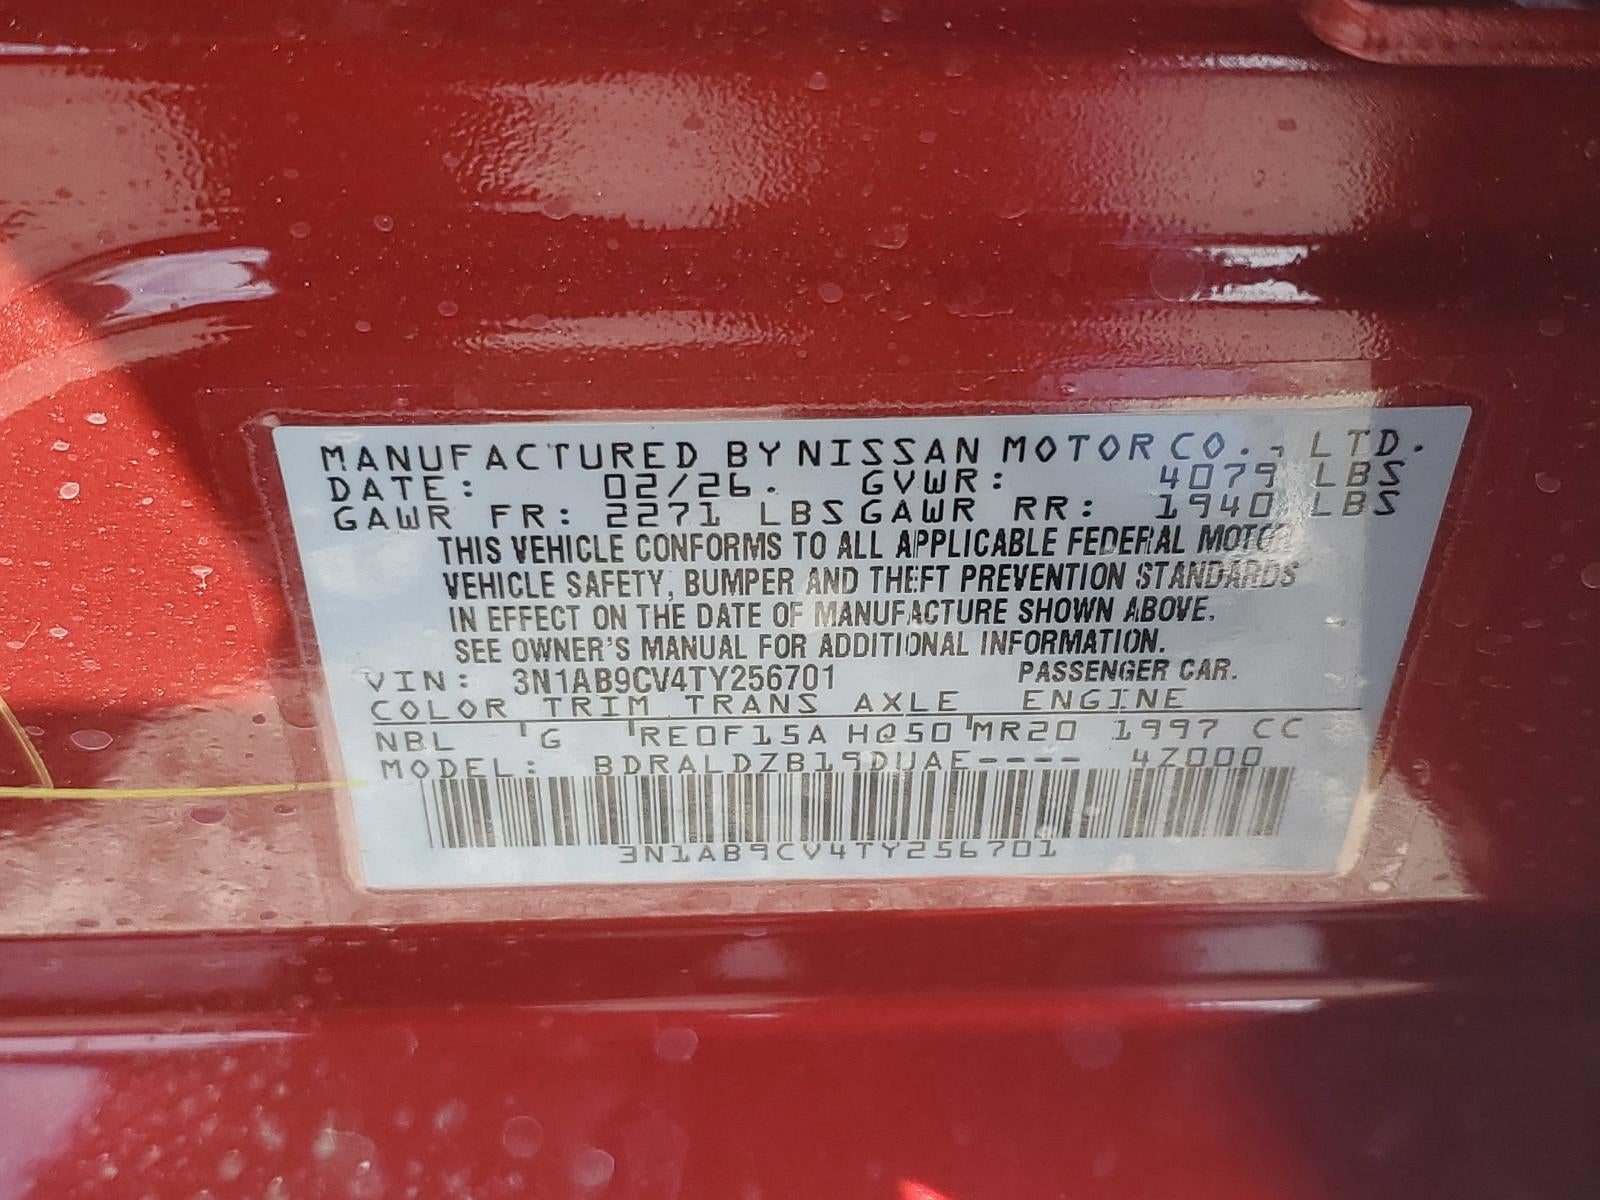 MANUFACTURED BY NISSAN MOTOR CO., LTD.
DATE: 02/26. GVWR: 4079 LBS
GAWR FR: 2271 LBS GAWR RR: 1940 LBS
THIS VEHICLE CONFORMS TO ALL APPLICABLE FEDERAL MOTOR
VEHICLE SAFETY, BUMPER AND THEFT PREVENTION STANDARDS
IN EFFECT ON THE DATE OF MANUFACTURE SHOWN ABOVE.
SEE OWNER'S MANUAL FOR ADDITIONAL INFORMATION.
VIN: 3N1AB9CV4TY256701 PASSENGER CAR.
COLOR TRIM TRANS AXLE ENGINE
NBL G RE0F15A HQ50 MR20 1997 CC
MODEL: BDRALDZB19DUAE---- 4Z000
3N1AB9CV4TY256701